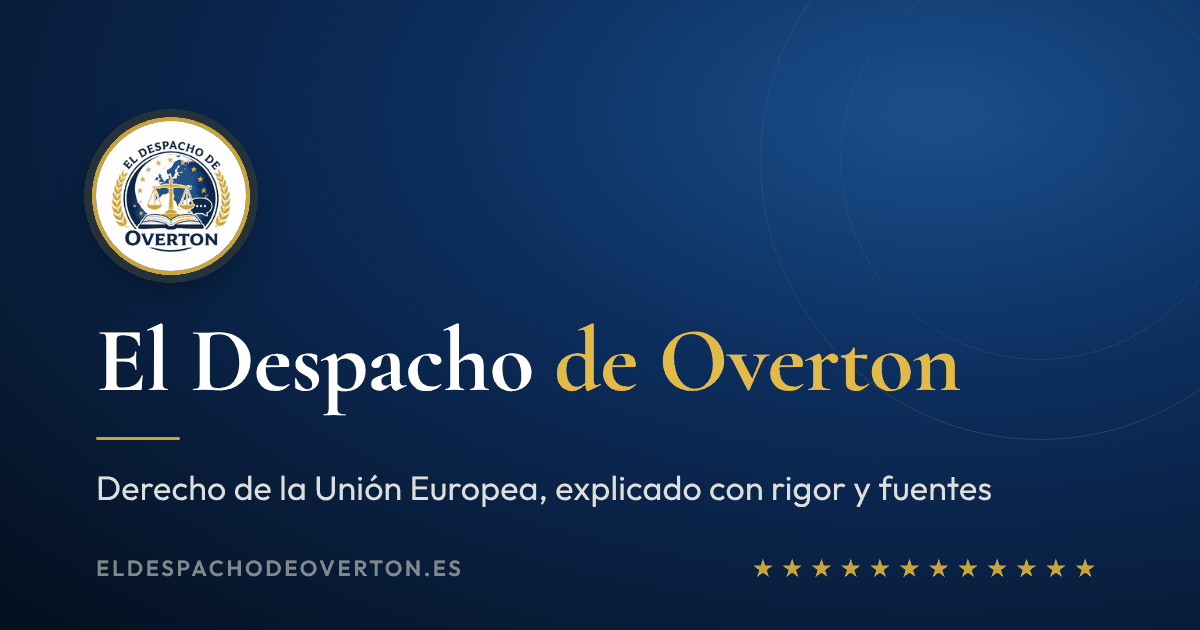 EL DESPACHO DE
OVERTON
El Despacho de Overton
Derecho de la Unión Europea, explicado con rigor y fuentes
ELDESPACHODEOVERTON.ES